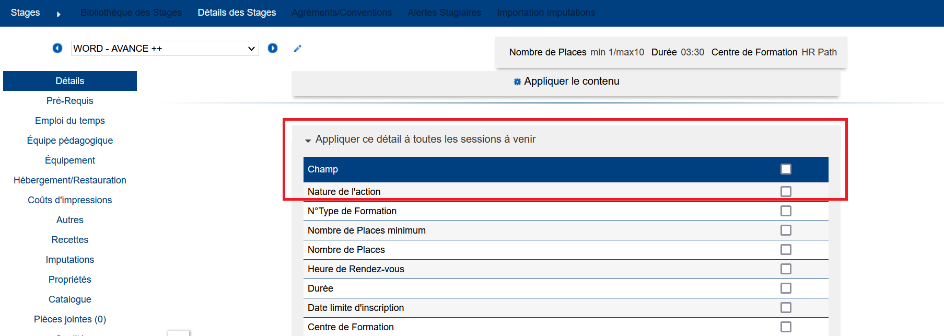 Stages Bibliothèque des Stages Détails des Stages Agréments/Conventions Alertes Stagiaires Importation Imputations
WORD - AVANCE ++
Nombre de Places min 1/max10 Durée 03:30 Centre de Formation HR Path
Détails
Pré-Requis
Emploi du temps
Équipe pédagogique
Équipement
Hébergement/Restauration
Coûts d'impressions
Autres
Recettes
Imputations
Propriétés
Catalogue
Pièces jointes (0)
Appliquer le contenu
Appliquer ce détail à toutes les sessions à venir
Champ
Nature de l'action
N°Type de Formation
Nombre de Places minimum
Nombre de Places
Heure de Rendez-vous
Durée
Date limite d'inscription
Centre de Formation